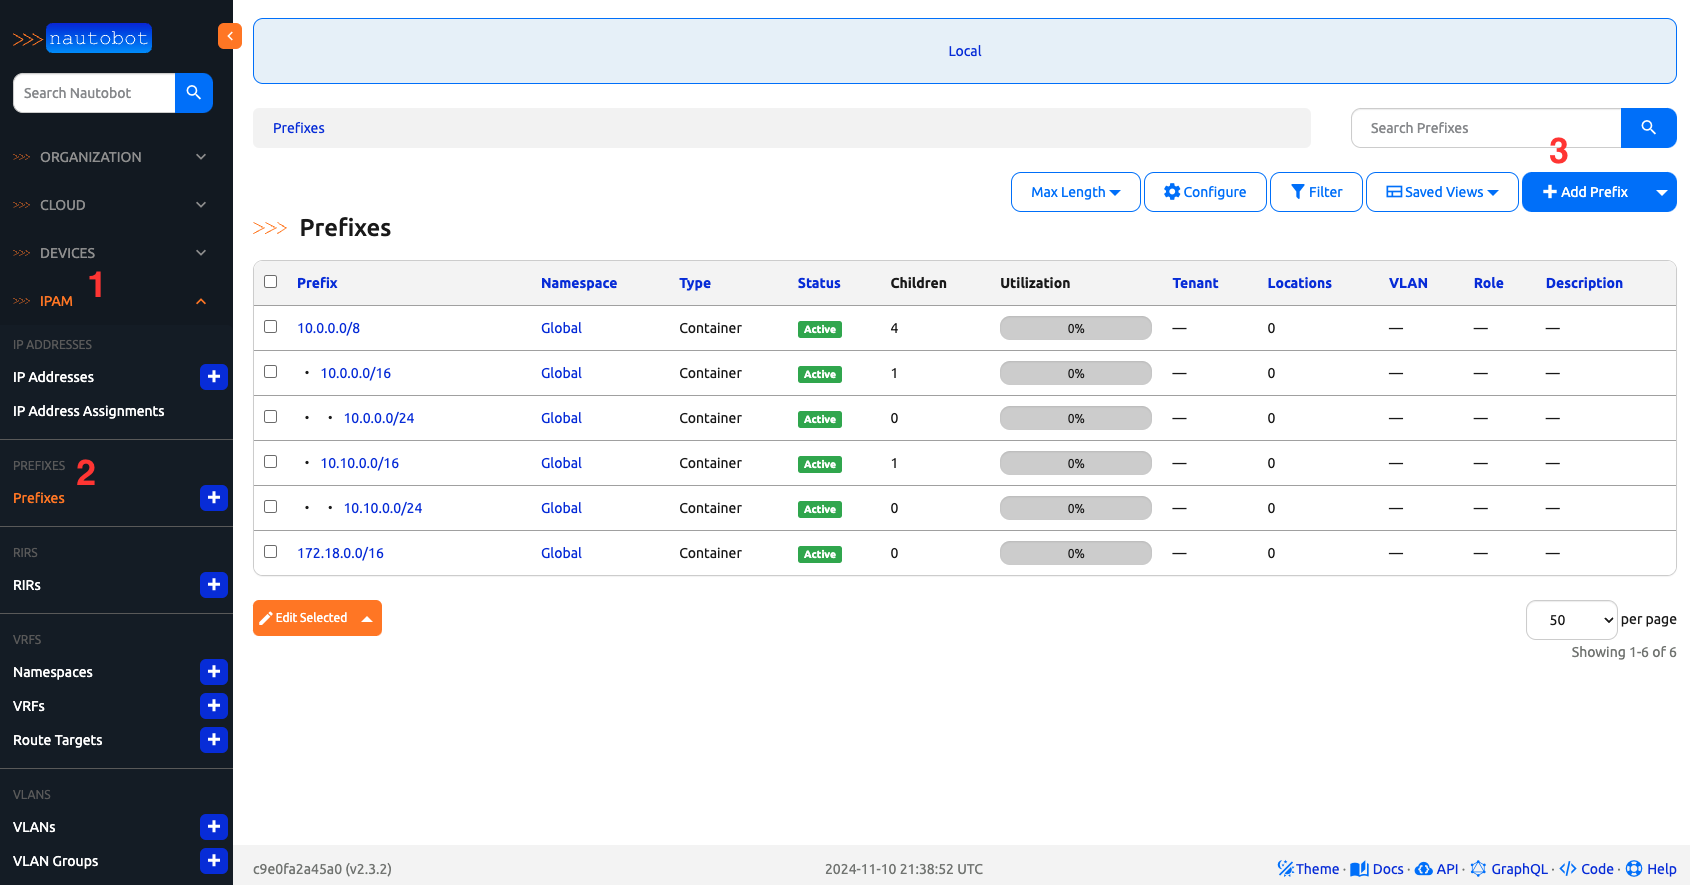 >>> nautobot
Search Nautobot
>>> ORGANIZATION
>>> CLOUD
>>> DEVICES
1
>>> IPAM
IP ADDRESSES
IP Addresses
IP Address Assignments
PREFIXES
2
Prefixes
RIRS
RIRs
VRFS
Namespaces
VRFs
Route Targets
VLANS
VLANs
VLAN Groups
Local
Prefixes
Search Prefixes
3
Max Length Configure Filter Saved Views Add Prefix
>>> Prefixes
Prefix Namespace Type Status Children Utilization Tenant Locations VLAN Role Description
10.0.0.0/8 Global Container Active 4 0% — 0 — — —
• 10.0.0.0/16 Global Container Active 1 0% — 0 — — —
• • 10.0.0.0/24 Global Container Active 0 0% — 0 — — —
• 10.10.0.0/16 Global Container Active 1 0% — 0 — — —
• • 10.10.0.0/24 Global Container Active 0 0% — 0 — — —
172.18.0.0/16 Global Container Active 0 0% — 0 — — —
Edit Selected
50 per page
Showing 1-6 of 6
c9e0fa2a45a0 (v2.3.2)
2024-11-10 21:38:52 UTC
Theme · Docs · API · GraphQL · Code · Help